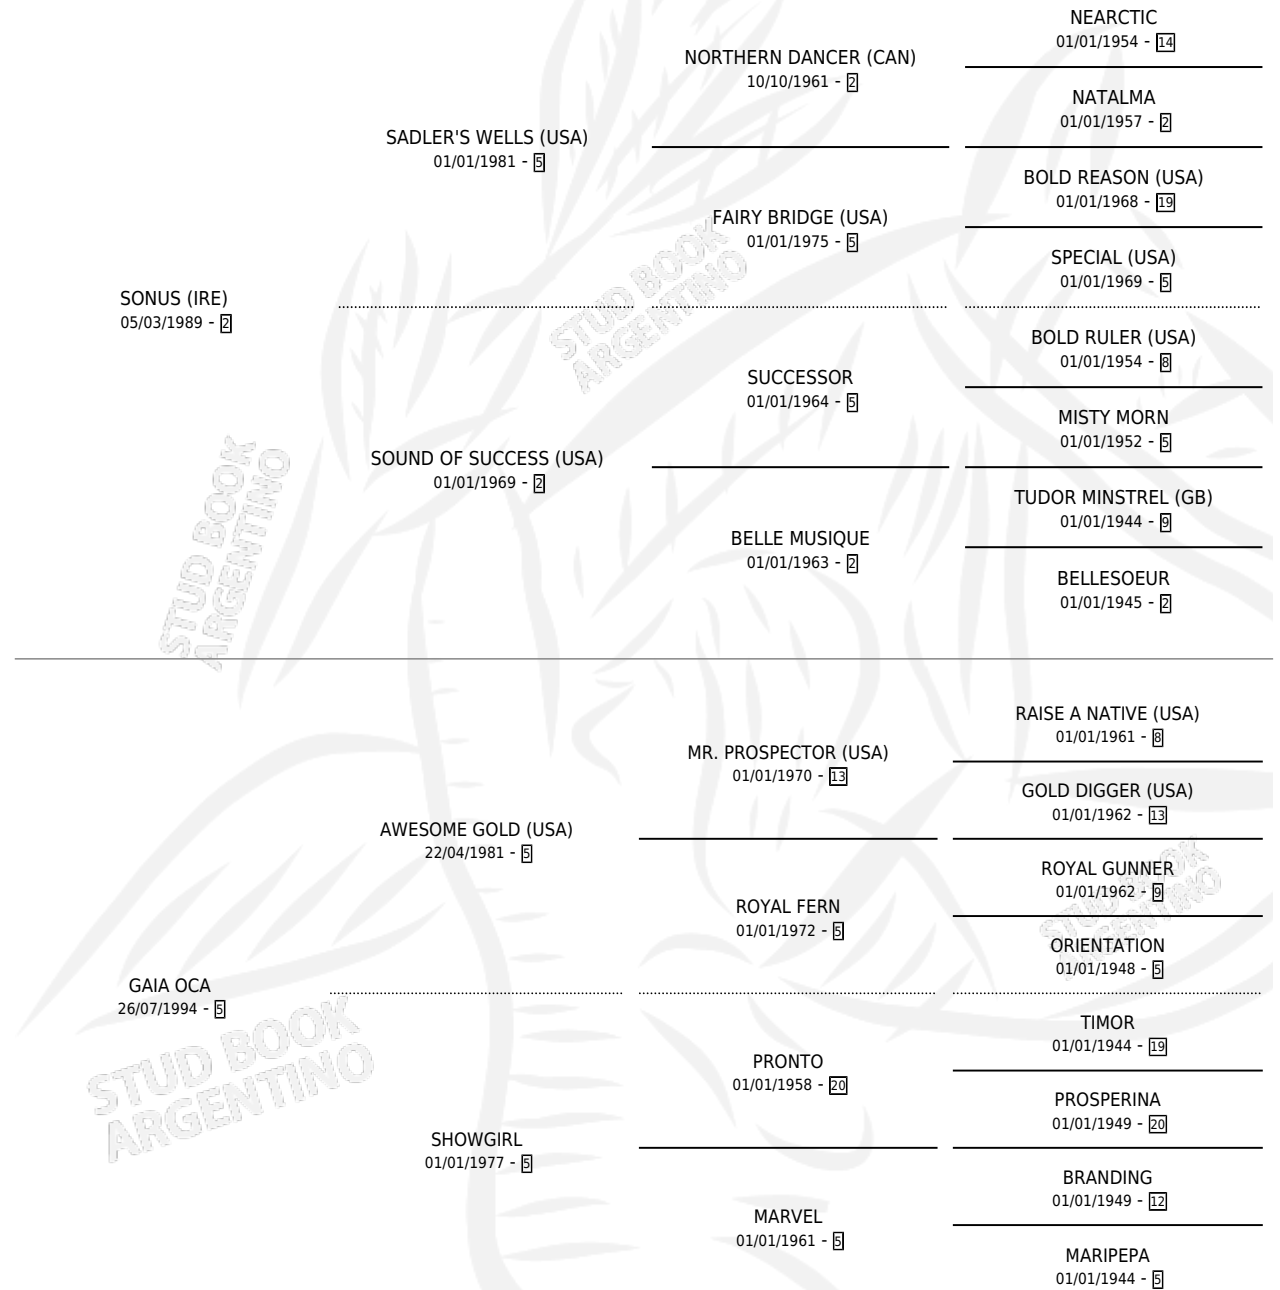 NEARCTIC
01/01/1954 - 14
NORTHERN DANCER (CAN)
10/10/1961 - 2
NATALMA
01/01/1957 - 2
SADLER'S WELLS (USA)
01/01/1981 - 5
BOLD REASON (USA)
01/01/1968 - 19
FAIRY BRIDGE (USA)
01/01/1975 - 5
SPECIAL (USA)
01/01/1969 - 5
SONUS (IRE)
05/03/1989 - 2
STUD BOOK
ARGENTINO
BOLD RULER (USA)
01/01/1954 - 8
SUCCESSOR
01/01/1964 - 5
MISTY MORN
01/01/1952 - 5
SOUND OF SUCCESS (USA)
01/01/1969 - 2
TUDOR MINSTREL (GB)
01/01/1944 - 9
BELLE MUSIQUE
01/01/1963 - 2
BELLESOEUR
01/01/1945 - 2
STUD BOOK
ARGENTINO
RAISE A NATIVE (USA)
01/01/1961 - 8
MR. PROSPECTOR (USA)
01/01/1970 - 13
GOLD DIGGER (USA)
01/01/1962 - 13
AWESOME GOLD (USA)
22/04/1981 - 5
ROYAL GUNNER
01/01/1962 - 9
ROYAL FERN
01/01/1972 - 5
ORIENTATION
01/01/1948 - 5
STUD BOOK
ARGENTINO
GAIA OCA
26/07/1994 - 5
TIMOR
01/01/1944 - 19
PRONTO
01/01/1958 - 20
PROSPERINA
01/01/1949 - 20
STUD BOOK
ARGENTINO
SHOWGIRL
01/01/1977 - 5
BRANDING
01/01/1949 - 12
MARVEL
01/01/1961 - 5
MARIPEPA
01/01/1944 - 5